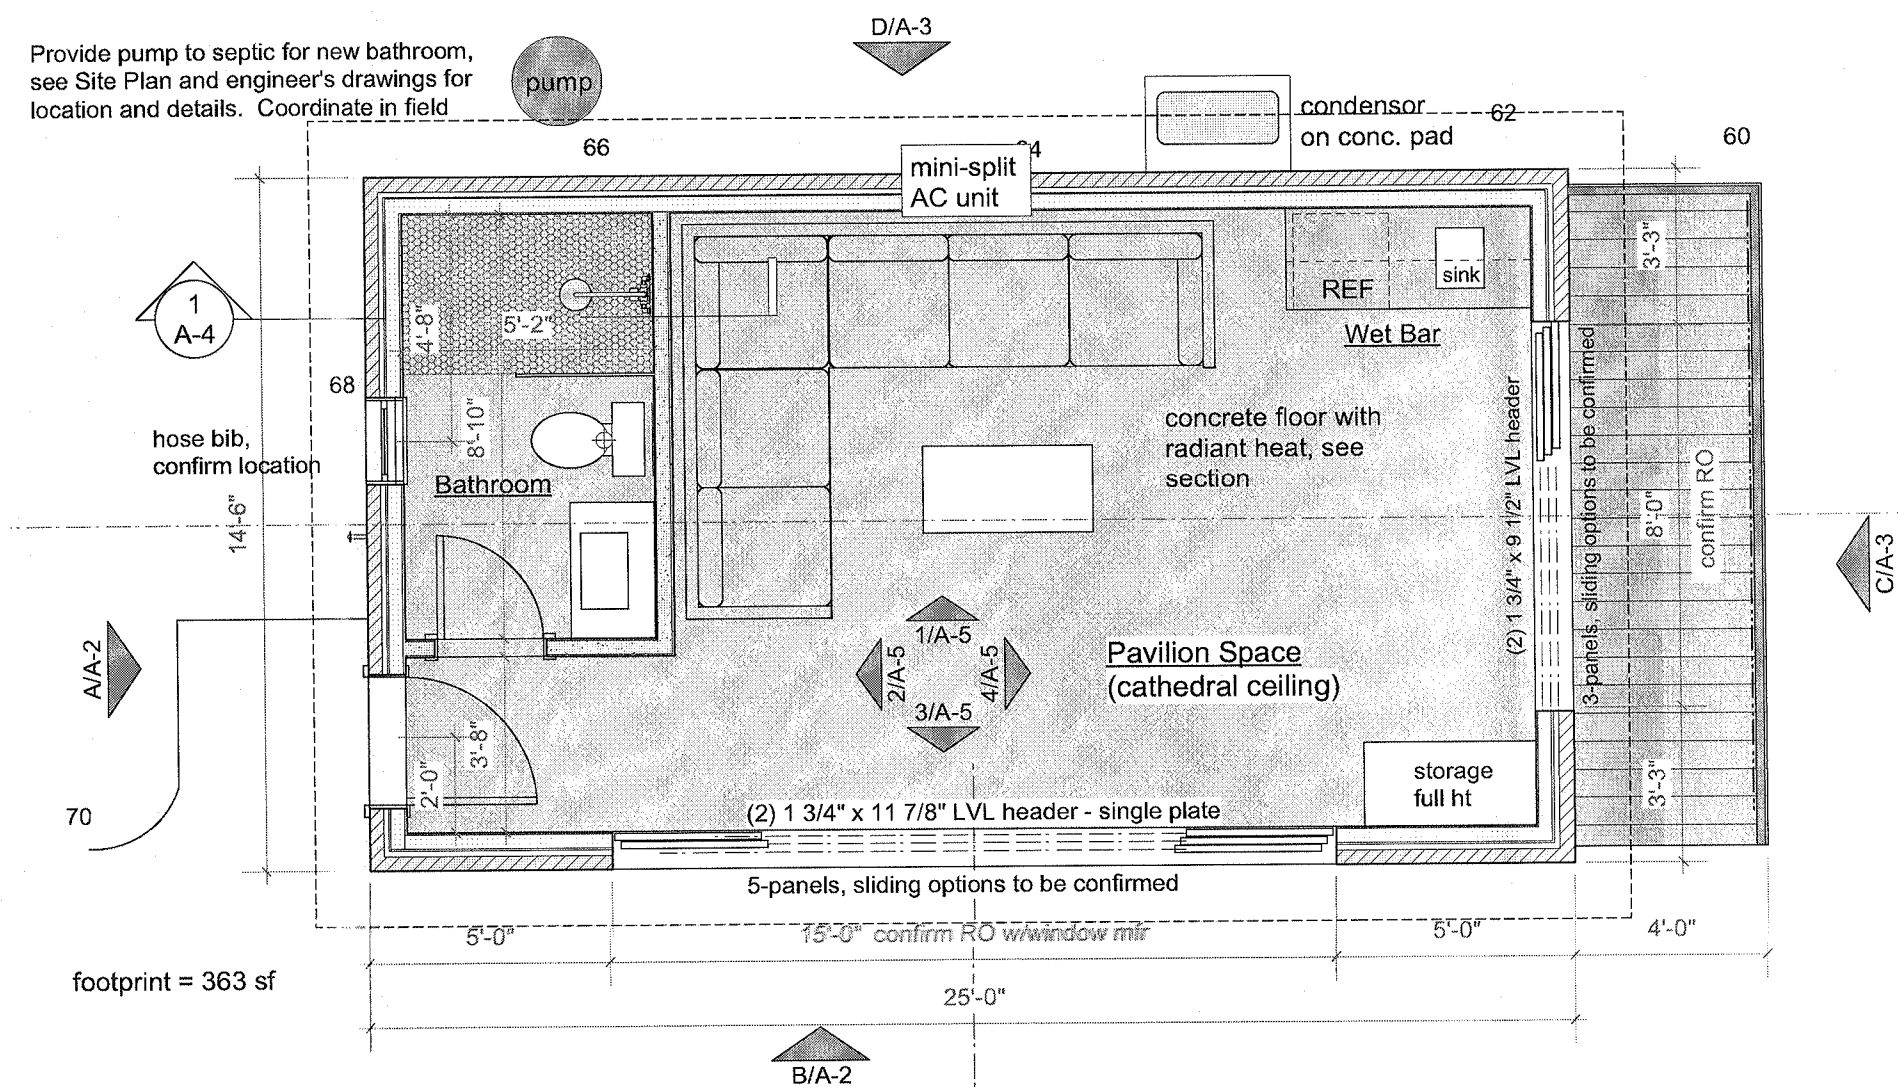 D/A-3
Provide pump to septic for new bathroom,
see Site Plan and engineer's drawings for
location and details.  Coordinate in field
pump
condensor
on conc. pad
62
60
66
mini-split
AC unit
1
A-4
4'-8"
5'-2"
REF
sink
Wet Bar
3'-3"
68
8'-10"
hose bib,
confirm location
Bathroom
concrete floor with
radiant heat, see
section
(2) 1 3/4" x 9 1/2" LVL header
3-panels, sliding options to be confirmed
8'-0"
confirm RO
14'-6"
C/A-3
A/A-2
1/A-5
2/A-5
4/A-5
3/A-5
Pavilion Space
(cathedral ceiling)
3'-8"
2'-0"
storage
full ht
3'-3"
70
(2) 1 3/4" x 11 7/8" LVL header - single plate
5-panels, sliding options to be confirmed
5'-0"
15'-0"  confirm RO w/window mfr
5'-0"
4'-0"
footprint = 363 sf
25'-0"
B/A-2